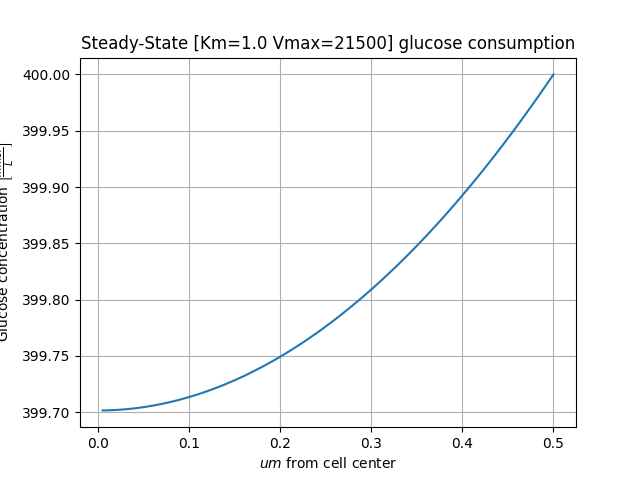 Steady-State [Km=1.0 Vmax=21500] glucose consumption
400.00
399.95
399.90
399.85
399.80
399.75
399.70
Glucose concentration
0.0 0.1 0.2 0.3 0.4 0.5
um from cell center